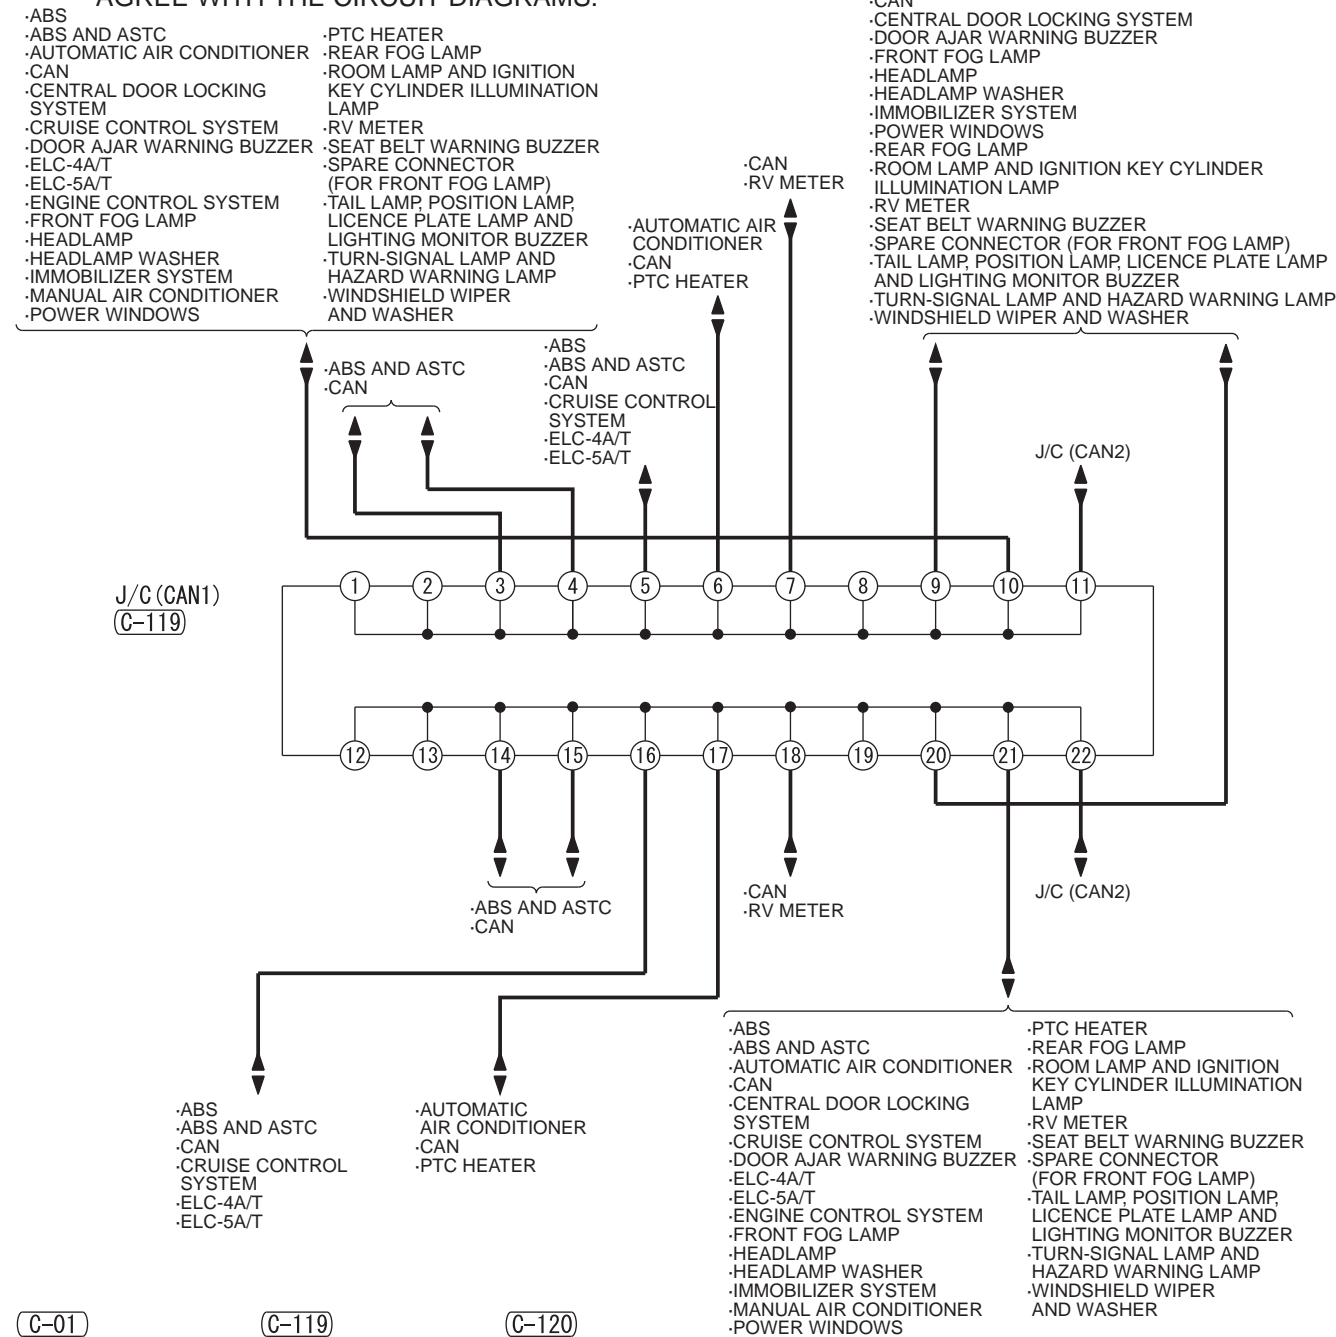 AGREE WITH THE CIRCUIT DIAGRAMS.
·ABS
·ABS AND ASTC
·AUTOMATIC AIR CONDITIONER
·CAN
·CENTRAL DOOR LOCKING
SYSTEM
·CRUISE CONTROL SYSTEM
·DOOR AJAR WARNING BUZZER
·ELC-4A/T
·ELC-5A/T
·ENGINE CONTROL SYSTEM
·FRONT FOG LAMP
·HEADLAMP
·HEADLAMP WASHER
·IMMOBILIZER SYSTEM
·MANUAL AIR CONDITIONER
·POWER WINDOWS
·PTC HEATER
·REAR FOG LAMP
·ROOM LAMP AND IGNITION
KEY CYLINDER ILLUMINATION
LAMP
·RV METER
·SEAT BELT WARNING BUZZER
·SPARE CONNECTOR
(FOR FRONT FOG LAMP)
·TAIL LAMP, POSITION LAMP,
LICENCE PLATE LAMP AND
LIGHTING MONITOR BUZZER
·TURN-SIGNAL LAMP AND
HAZARD WARNING LAMP
·WINDSHIELD WIPER
AND WASHER
·ABS AND ASTC
·CAN
·ABS
·ABS AND ASTC
·CAN
·CRUISE CONTROL
SYSTEM
·ELC-4A/T
·ELC-5A/T
·AUTOMATIC AIR
CONDITIONER
·CAN
·PTC HEATER
·CAN
·RV METER
·CAN
·CENTRAL DOOR LOCKING SYSTEM
·DOOR AJAR WARNING BUZZER
·FRONT FOG LAMP
·HEADLAMP
·HEADLAMP WASHER
·IMMOBILIZER SYSTEM
·POWER WINDOWS
·REAR FOG LAMP
·ROOM LAMP AND IGNITION KEY CYLINDER
ILLUMINATION LAMP
·RV METER
·SEAT BELT WARNING BUZZER
·SPARE CONNECTOR (FOR FRONT FOG LAMP)
·TAIL LAMP, POSITION LAMP, LICENCE PLATE LAMP
AND LIGHTING MONITOR BUZZER
·TURN-SIGNAL LAMP AND HAZARD WARNING LAMP
·WINDSHIELD WIPER AND WASHER
J/C (CAN2)
J/C (CAN1)
C-119
1 2 3 4 5 6 7 8 9 10 11
12 13 14 15 16 17 18 19 20 21 22
·ABS AND ASTC
·CAN
·CAN
·RV METER
J/C (CAN2)
·ABS
·ABS AND ASTC
·CAN
·CRUISE CONTROL
SYSTEM
·ELC-4A/T
·ELC-5A/T
·AUTOMATIC
AIR CONDITIONER
·CAN
·PTC HEATER
·ABS
·ABS AND ASTC
·AUTOMATIC AIR CONDITIONER
·CAN
·CENTRAL DOOR LOCKING
SYSTEM
·CRUISE CONTROL SYSTEM
·DOOR AJAR WARNING BUZZER
·ELC-4A/T
·ELC-5A/T
·ENGINE CONTROL SYSTEM
·FRONT FOG LAMP
·HEADLAMP
·HEADLAMP WASHER
·IMMOBILIZER SYSTEM
·MANUAL AIR CONDITIONER
·POWER WINDOWS
·PTC HEATER
·REAR FOG LAMP
·ROOM LAMP AND IGNITION
KEY CYLINDER ILLUMINATION
LAMP
·RV METER
·SEAT BELT WARNING BUZZER
·SPARE CONNECTOR
(FOR FRONT FOG LAMP)
·TAIL LAMP, POSITION LAMP,
LICENCE PLATE LAMP AND
LIGHTING MONITOR BUZZER
·TURN-SIGNAL LAMP AND
HAZARD WARNING LAMP
·WINDSHIELD WIPER
AND WASHER
C-01
C-119
C-120